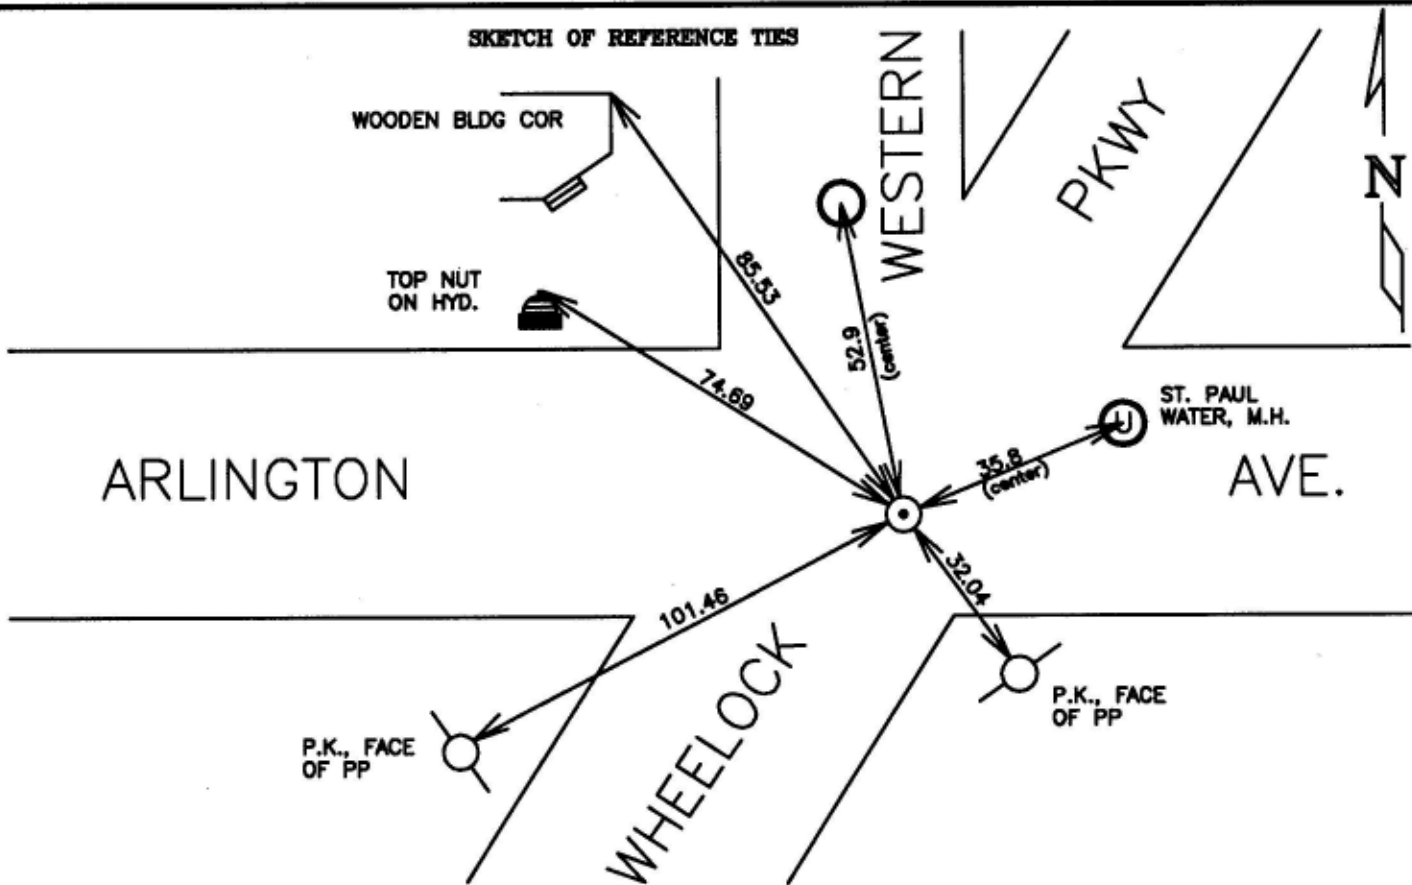 SKETCH OF REFERENCE TIES
WOODEN BLDG COR
WESTERN
PKWY
N
TOP NUT
ON HYD.
85.53
52.9
(center)
74.69
ST. PAUL
WATER, M.H.
U
ARLINGTON
35.8
(center)
AVE.
32.04
101.46
WHEELOCK
P.K., FACE
OF PP
P.K., FACE
OF PP